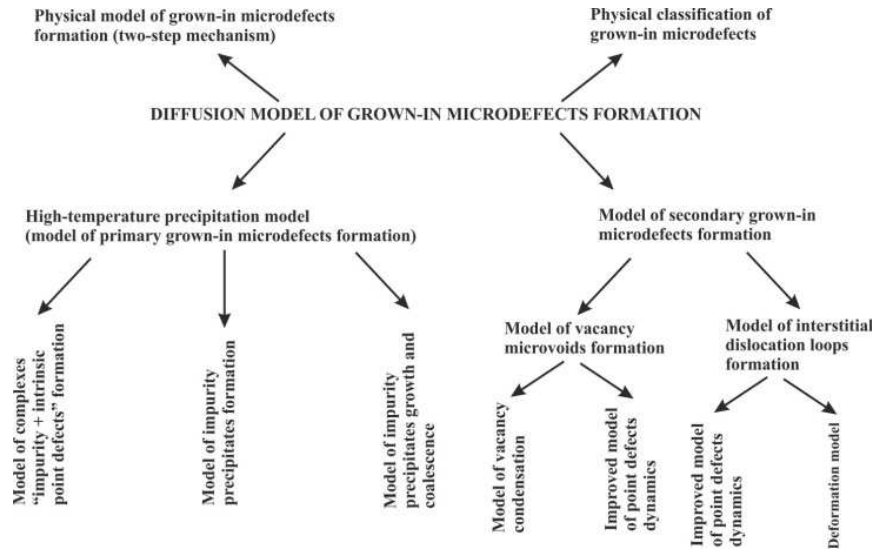 Physical model of grown-in microdefects
formation (two-step mechanism)
Physical classification of
grown-in microdefects
DIFFUSION MODEL OF GROWN-IN MICRODEFECTS FORMATION
High-temperature precipitation model
(model of primary grown-in microdefects formation)
Model of secondary grown-in
microdefects formation
Model of vacancy
microvoids formation
Model of interstitial
dislocation loops
formation
Model of complexes
“impurity + intrinsic
point defects” formation
Model of impurity
precipitates formation
Model of impurity
precipitates growth and
coalescence
Model of vacancy
condensation
Improved model
of point defects
dynamics
Improved model
of point defects
dynamics
Deformation model